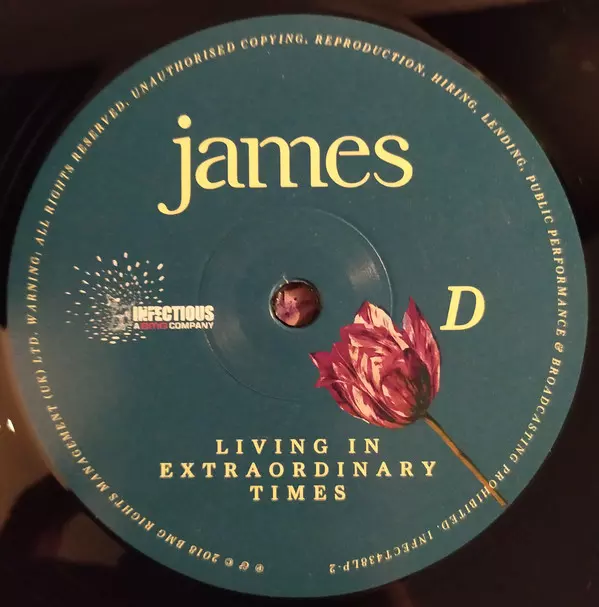 james
INFECTIOUS
A BMG COMPANY
D
LIVING IN
EXTRAORDINARY
TIMES
℗ & © 2018 BMG RIGHTS MANAGEMENT (UK) LTD. WARNING. ALL RIGHTS RESERVED. UNAUTHORISED COPYING, REPRODUCTION, HIRING, LENDING, PUBLIC PERFORMANCE & BROADCASTING PROHIBITED. INFECT438LP-2